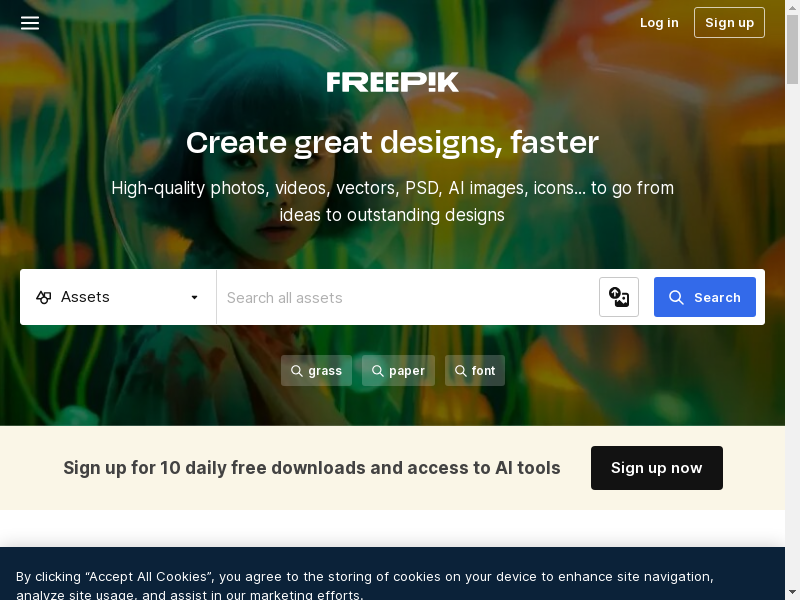 Log in
Sign up
FREEPIK
Create great designs, faster
High-quality photos, videos, vectors, PSD, AI images, icons... to go from
ideas to outstanding designs
Assets
Search all assets
Search
grass
paper
font
Sign up for 10 daily free downloads and access to AI tools
Sign up now
By clicking “Accept All Cookies”, you agree to the storing of cookies on your device to enhance site navigation,
analyze site usage, and assist in our marketing efforts.